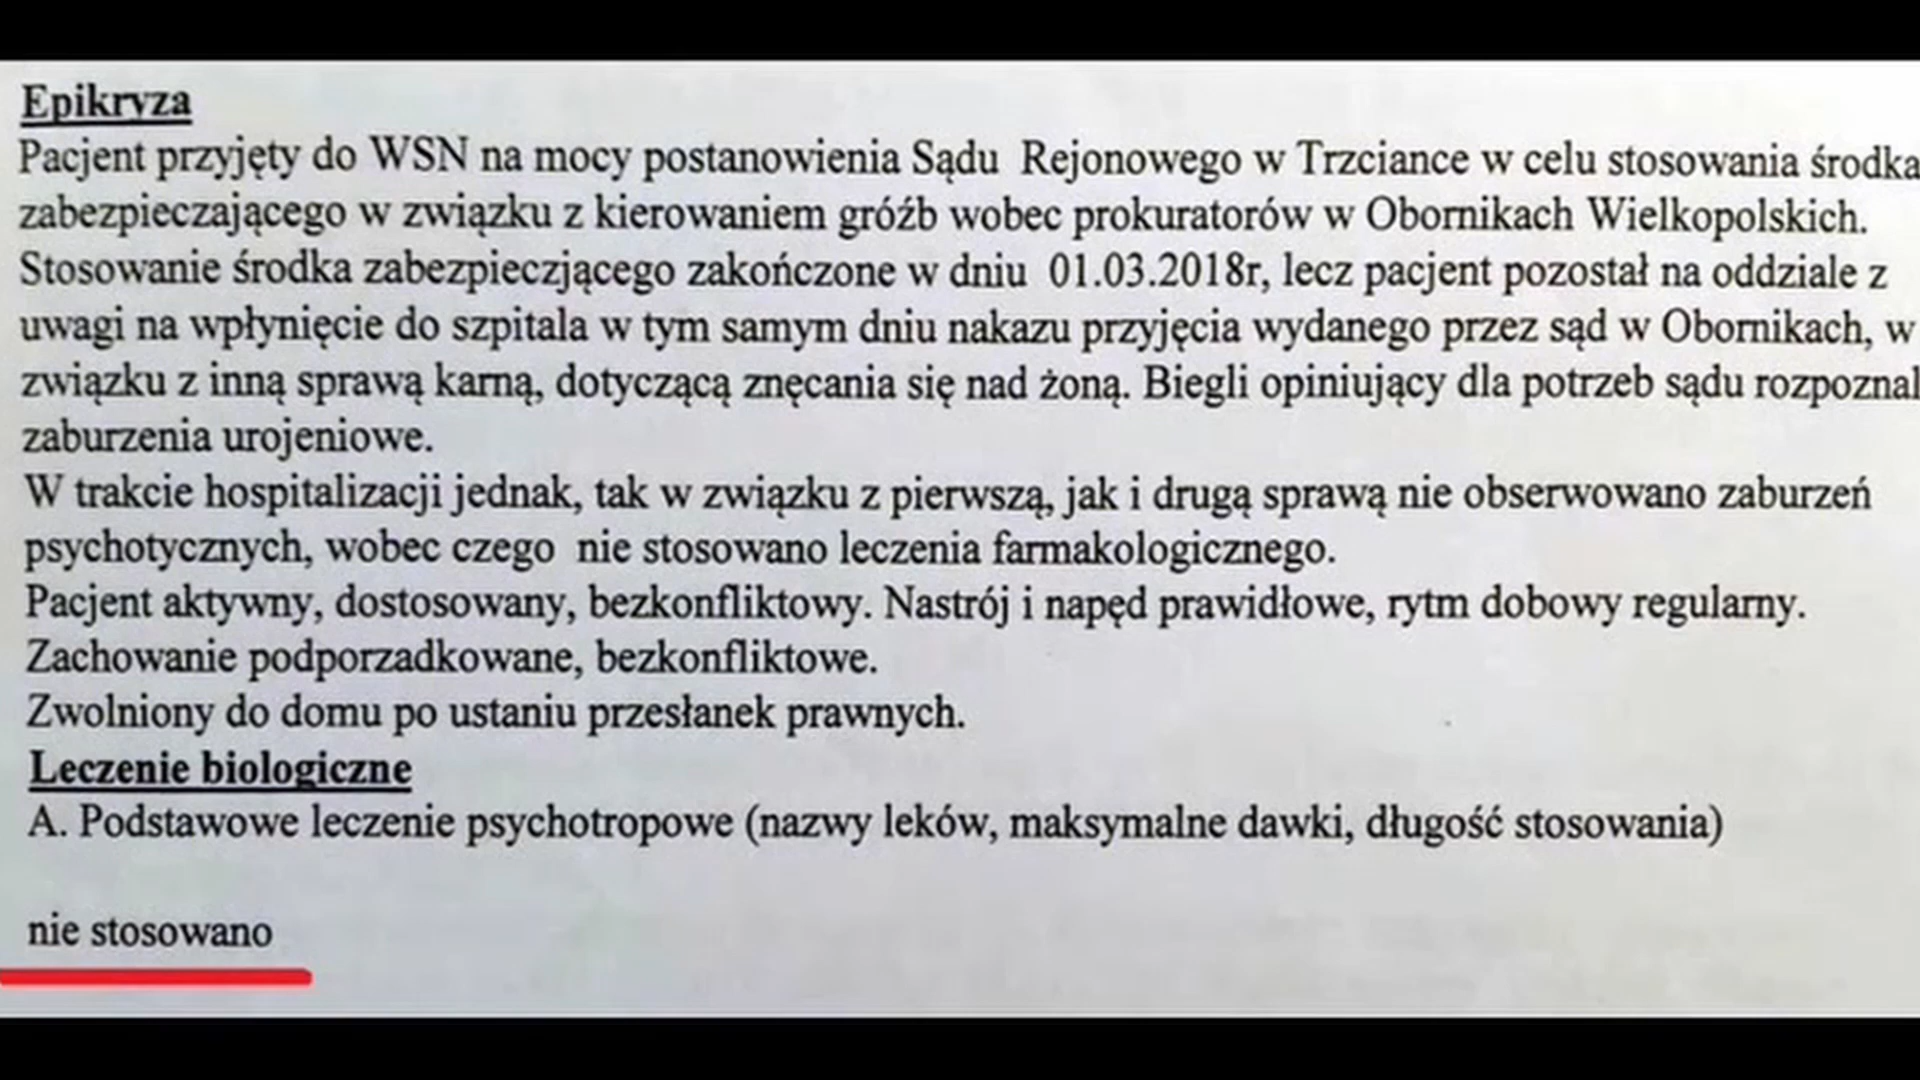 Epikryza
Pacjent przyjęty do WSN na mocy postanowienia Sądu Rejonowego w Trzciance w celu stosowania środka
zabezpieczającego w związku z kierowaniem gróźb wobec prokuratorów w Obornikach Wielkopolskich.
Stosowanie środka zabezpieczjącego zakończone w dniu 01.03.2018r, lecz pacjent pozostał na oddziale z
uwagi na wpłynięcie do szpitala w tym samym dniu nakazu przyjęcia wydanego przez sąd w Obornikach, w
związku z inną sprawą karną, dotyczącą znęcania się nad żoną. Biegli opiniujący dla potrzeb sądu rozpoznal
zaburzenia urojeniowe.
W trakcie hospitalizacji jednak, tak w związku z pierwszą, jak i drugą sprawą nie obserwowano zaburzeń
psychotycznych, wobec czego nie stosowano leczenia farmakologicznego.
Pacjent aktywny, dostosowany, bezkonfliktowy. Nastrój i napęd prawidłowe, rytm dobowy regularny.
Zachowanie podporzadkowane, bezkonfliktowe.
Zwolniony do domu po ustaniu przesłanek prawnych.
Leczenie biologiczne
A. Podstawowe leczenie psychotropowe (nazwy leków, maksymalne dawki, długość stosowania)
nie stosowano